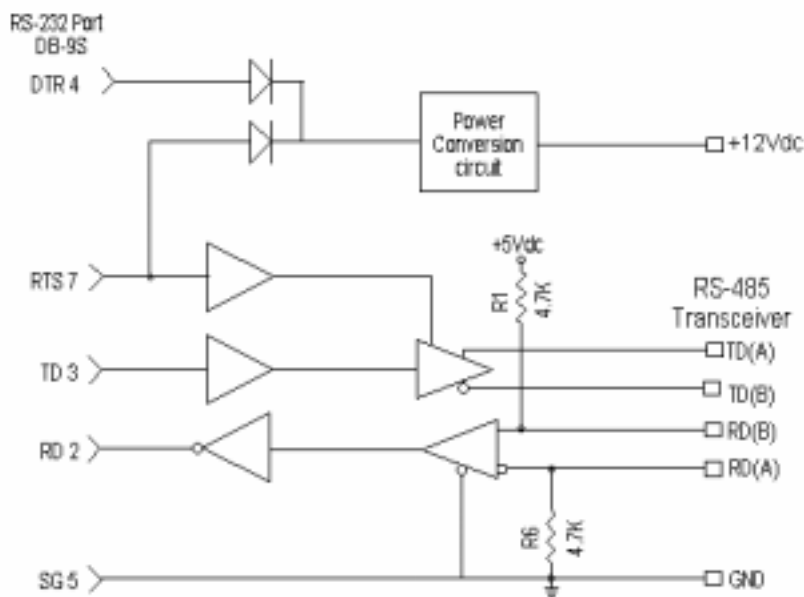 RS-232 Port
DB-9S
DTR 4
Power
Conversion
circuit
+12Vdc
+5Vdc
RTS 7
R1
4.7K
RS-485
Transceiver
TD(A)
TD 3
TD(B)
RD(B)
RD 2
RD(A)
R6
4.7K
SG 5
GND